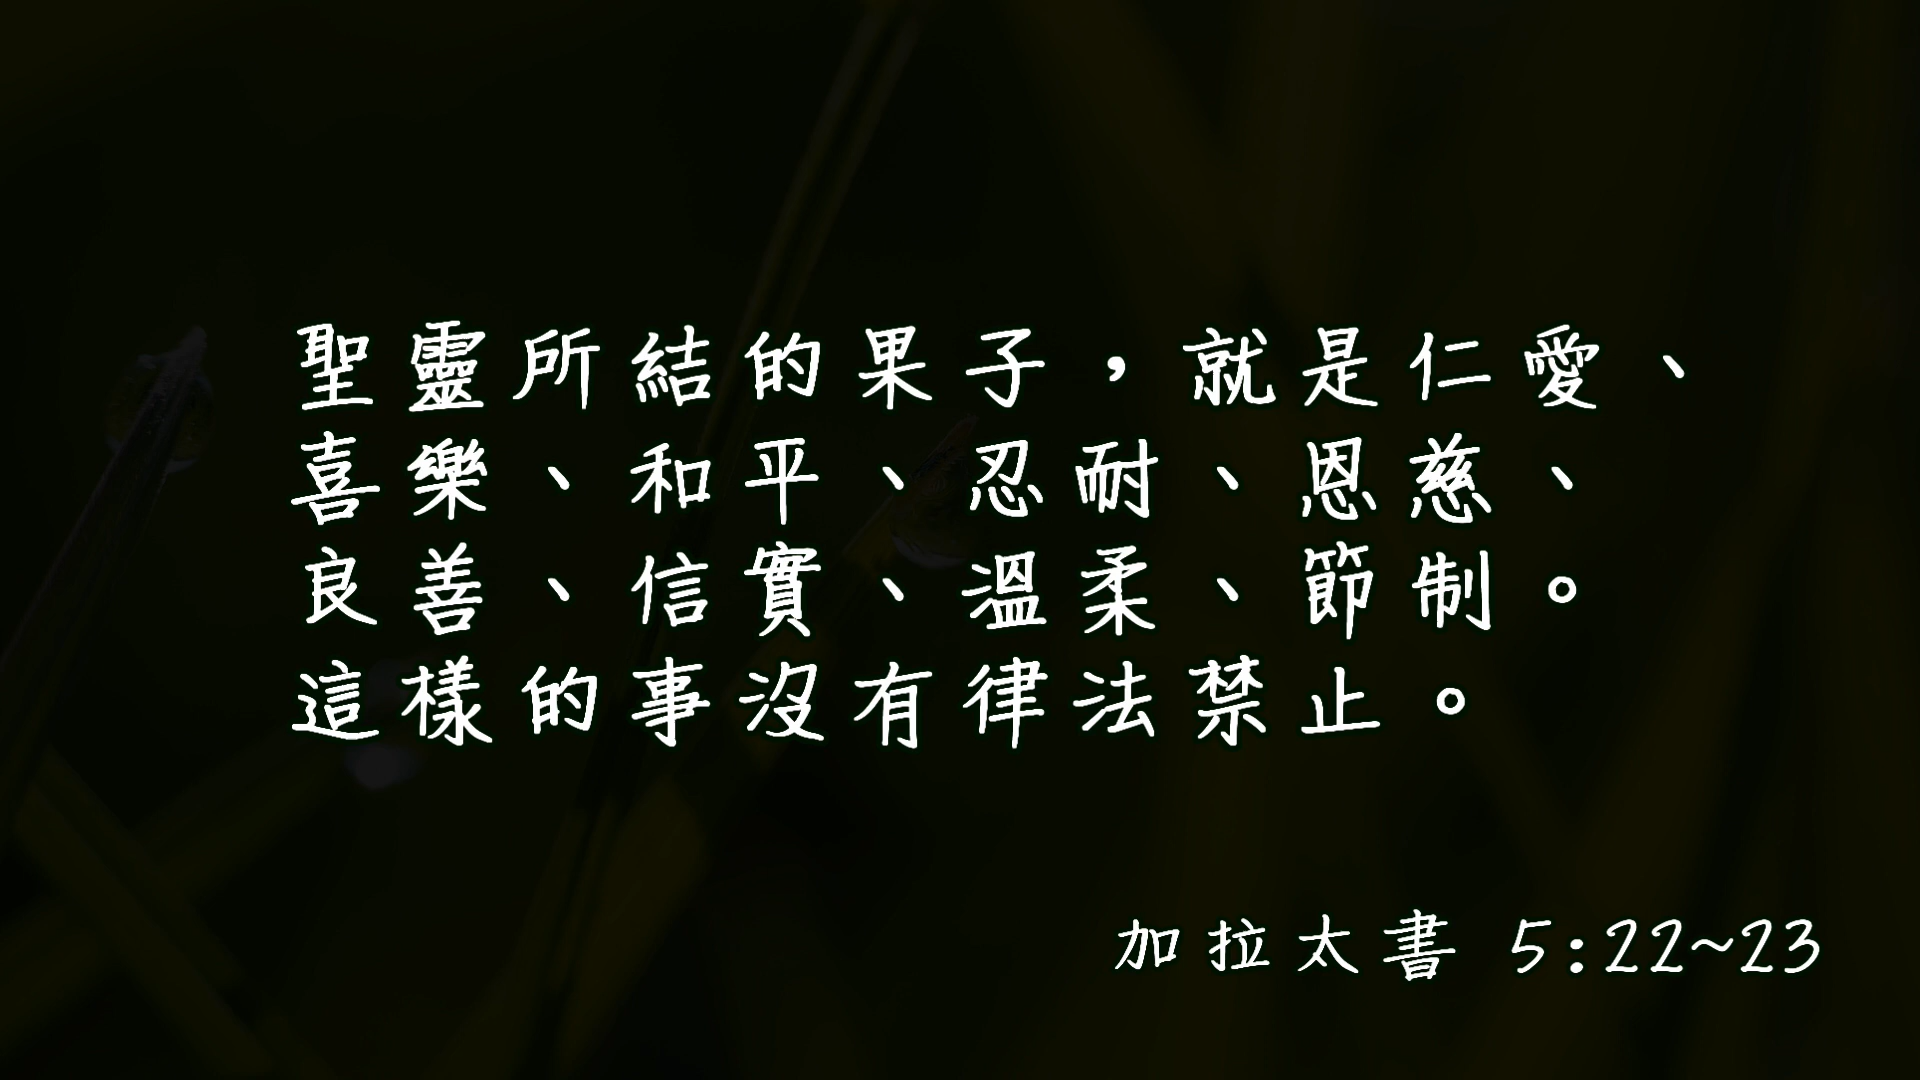 聖靈所結的果子，就是仁愛、
喜樂、和平、忍耐、恩慈、
良善、信實、溫柔、節制。
這樣的事沒有律法禁止。
加拉太書 5:22~23